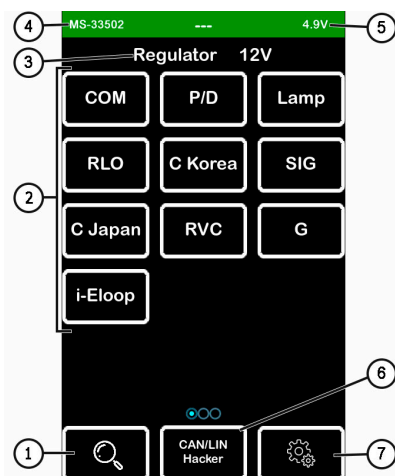 4 MS-33502 --- 4.9V 5
3 Regulator 12V
COM P/D Lamp
2 RLO C Korea SIG
C Japan RVC G
i-Eloop
6
1 CAN/LIN
Hacker 7